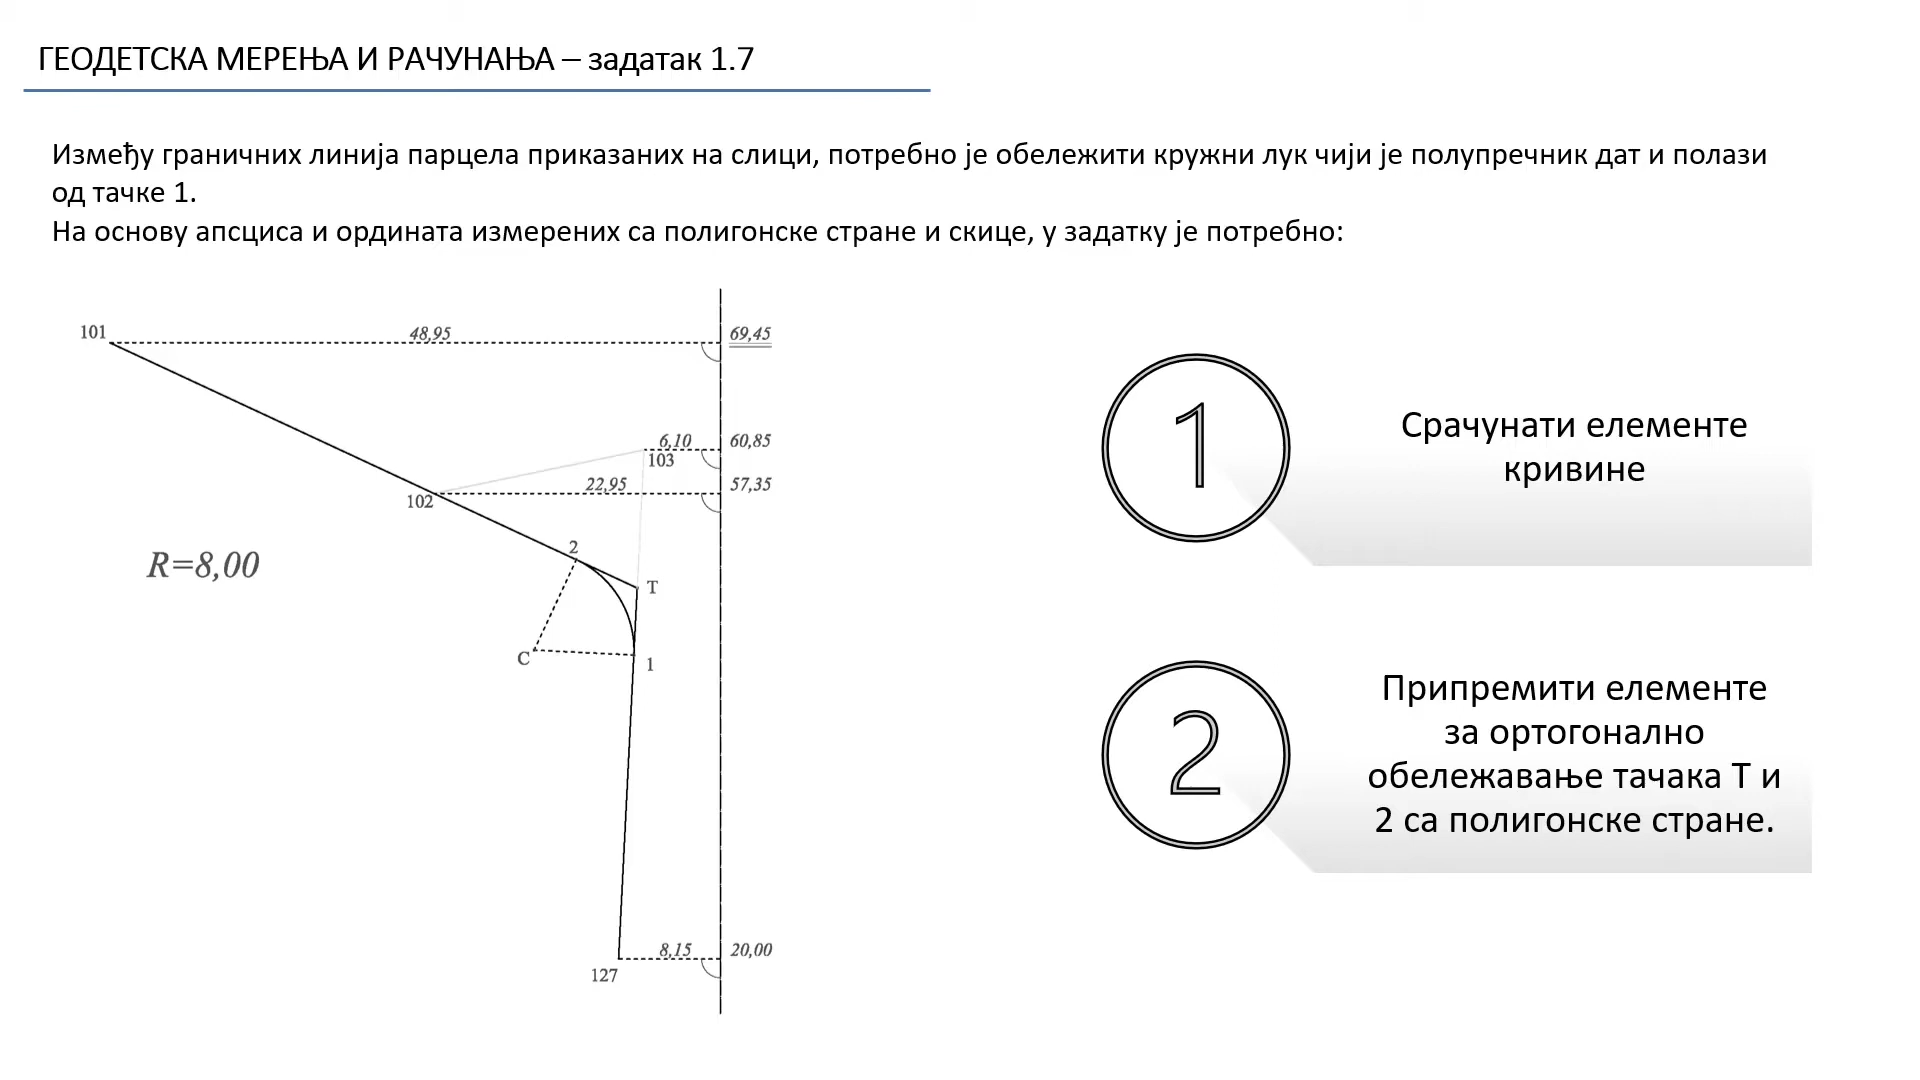 ГЕОДЕТСКА МЕРЕЊА И РАЧУНАЊА – задатак 1.7
Између граничних линија парцела приказаних на слици, потребно је обележити кружни лук чији је полупречник дат и полази
од тачке 1.
На основу апсциса и ордината измерених са полигонске стране и скице, у задатку је потребно:
101
48,95
69,45
6,10
60,85
103
22,95
57,35
102
R=8,00
2
T
C
1
8,15
20,00
127
1
Срачунати елементе
кривине
2
Припремити елементе
за ортогонално
обележавање тачака Т и
2 са полигонске стране.